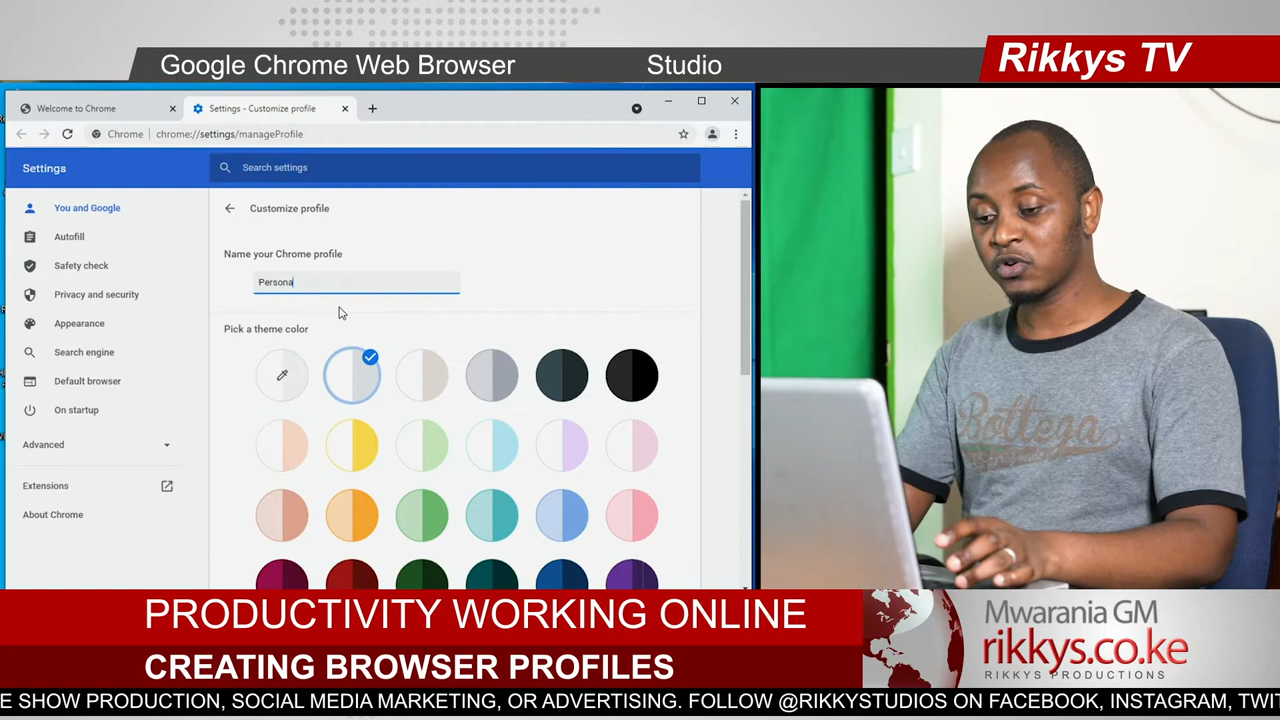 Google Chrome Web Browser
Studio
Rikkys TV
Welcome to Chrome
Settings - Customize profile
Chrome | chrome://settings/manageProfile
Settings
Search settings
You and Google
Autofill
Safety check
Privacy and security
Appearance
Search engine
Default browser
On startup
Advanced
Extensions
About Chrome
Customize profile
Name your Chrome profile
Persona
Pick a theme color
Bottega
PRODUCTIVITY WORKING ONLINE
CREATING BROWSER PROFILES
Mwarania GM
rikkys.co.ke
RIKKYS PRODUCTIONS
E SHOW PRODUCTION, SOCIAL MEDIA MARKETING, OR ADVERTISING. FOLLOW @RIKKYSTUDIOS ON FACEBOOK, INSTAGRAM, TWIT